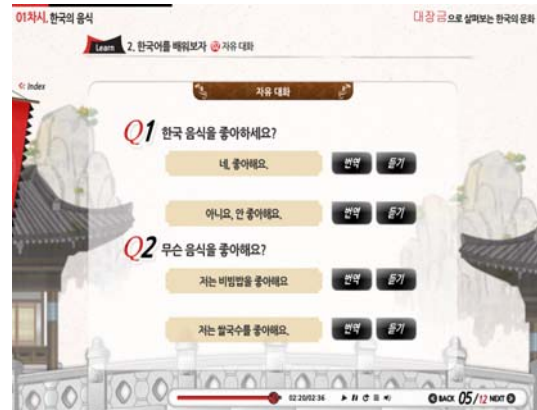 01차시. 한국의 음식
대장금으로 살펴보는 한국의 문화
Learn 2. 한국어를 배워보자 02 자유 대화
Index
자유 대화
Q1 한국 음식을 좋아하세요?
네, 좋아해요. 번역 듣기
아니요, 안 좋아해요. 번역 듣기
Q2 무슨 음식을 좋아해요?
저는 비빔밥을 좋아해요 번역 듣기
저는 쌀국수를 좋아해요. 번역 듣기
02:20/02:36 BACK 05/12 NEXT